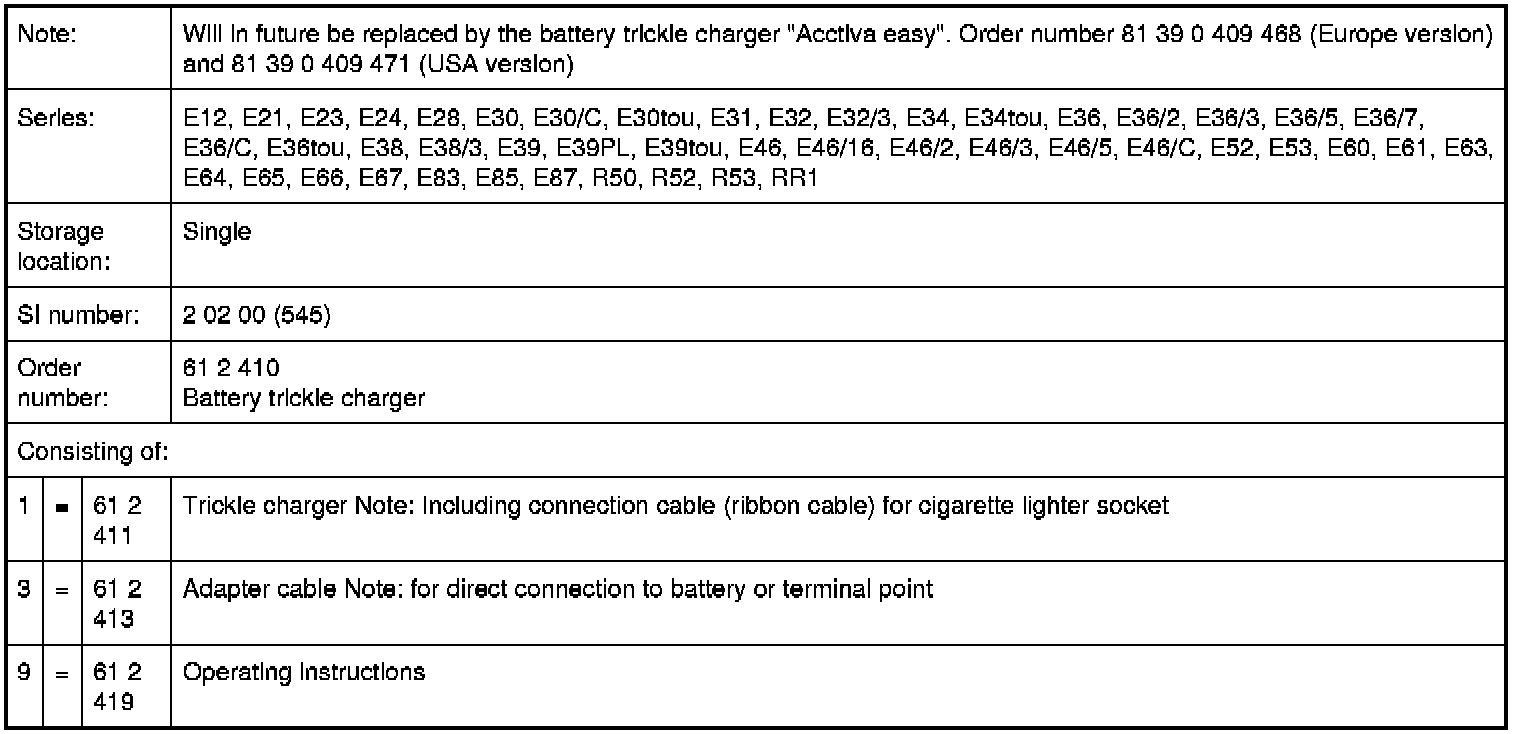 Note: Will in future be replaced by the battery trickle charger "Acctiva easy". Order number 81 39 0 409 468 (Europe version)
and 81 39 0 409 471 (USA version)
Series: E12, E21, E23, E24, E28, E30, E30/C, E30tou, E31, E32, E32/3, E34, E34tou, E36, E36/2, E36/3, E36/5, E36/7,
E36/C, E36tou, E38, E38/3, E39, E39PL, E39tou, E46, E46/16, E46/2, E46/3, E46/5, E46/C, E52, E53, E60, E61, E63,
E64, E65, E66, E67, E83, E85, E87, R50, R52, R53, RR1
Storage Single
location:
SI number: 2 02 00 (545)
Order 61 2 410
number: Battery trickle charger
Consisting of:
1 = 61 2 Trickle charger Note: Including connection cable (ribbon cable) for cigarette lighter socket
411
3 = 61 2 Adapter cable Note: for direct connection to battery or terminal point
413
9 = 61 2 Operating instructions
419